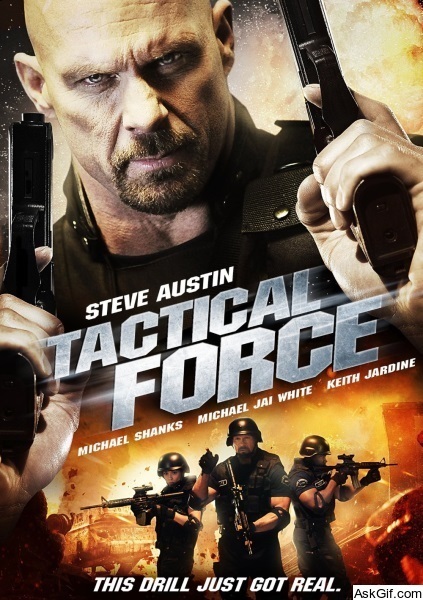 STEVE AUSTIN
TACTICAL
FORCE
MICHAEL SHANKS MICHAEL JAI WHITE KEITH JARDINE
THIS DRILL JUST GOT REAL.
AskGif.com